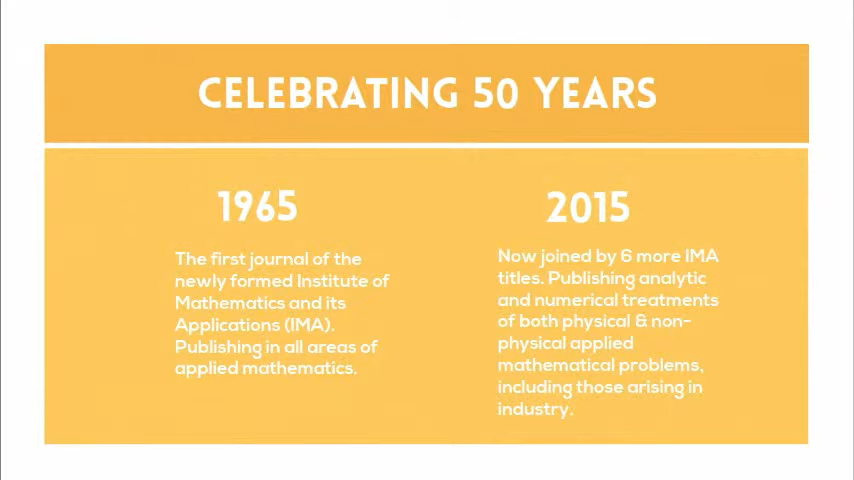 CELEBRATING 50 YEARS
1965
The first journal of the
newly formed Institute of
Mathematics and its
Applications (IMA).
Publishing in all areas of
applied mathematics.
2015
Now joined by 6 more IMA
titles. Publishing analytic
and numerical treatments
of both physical & non-
physical applied
mathematical problems,
including those arising in
industry.